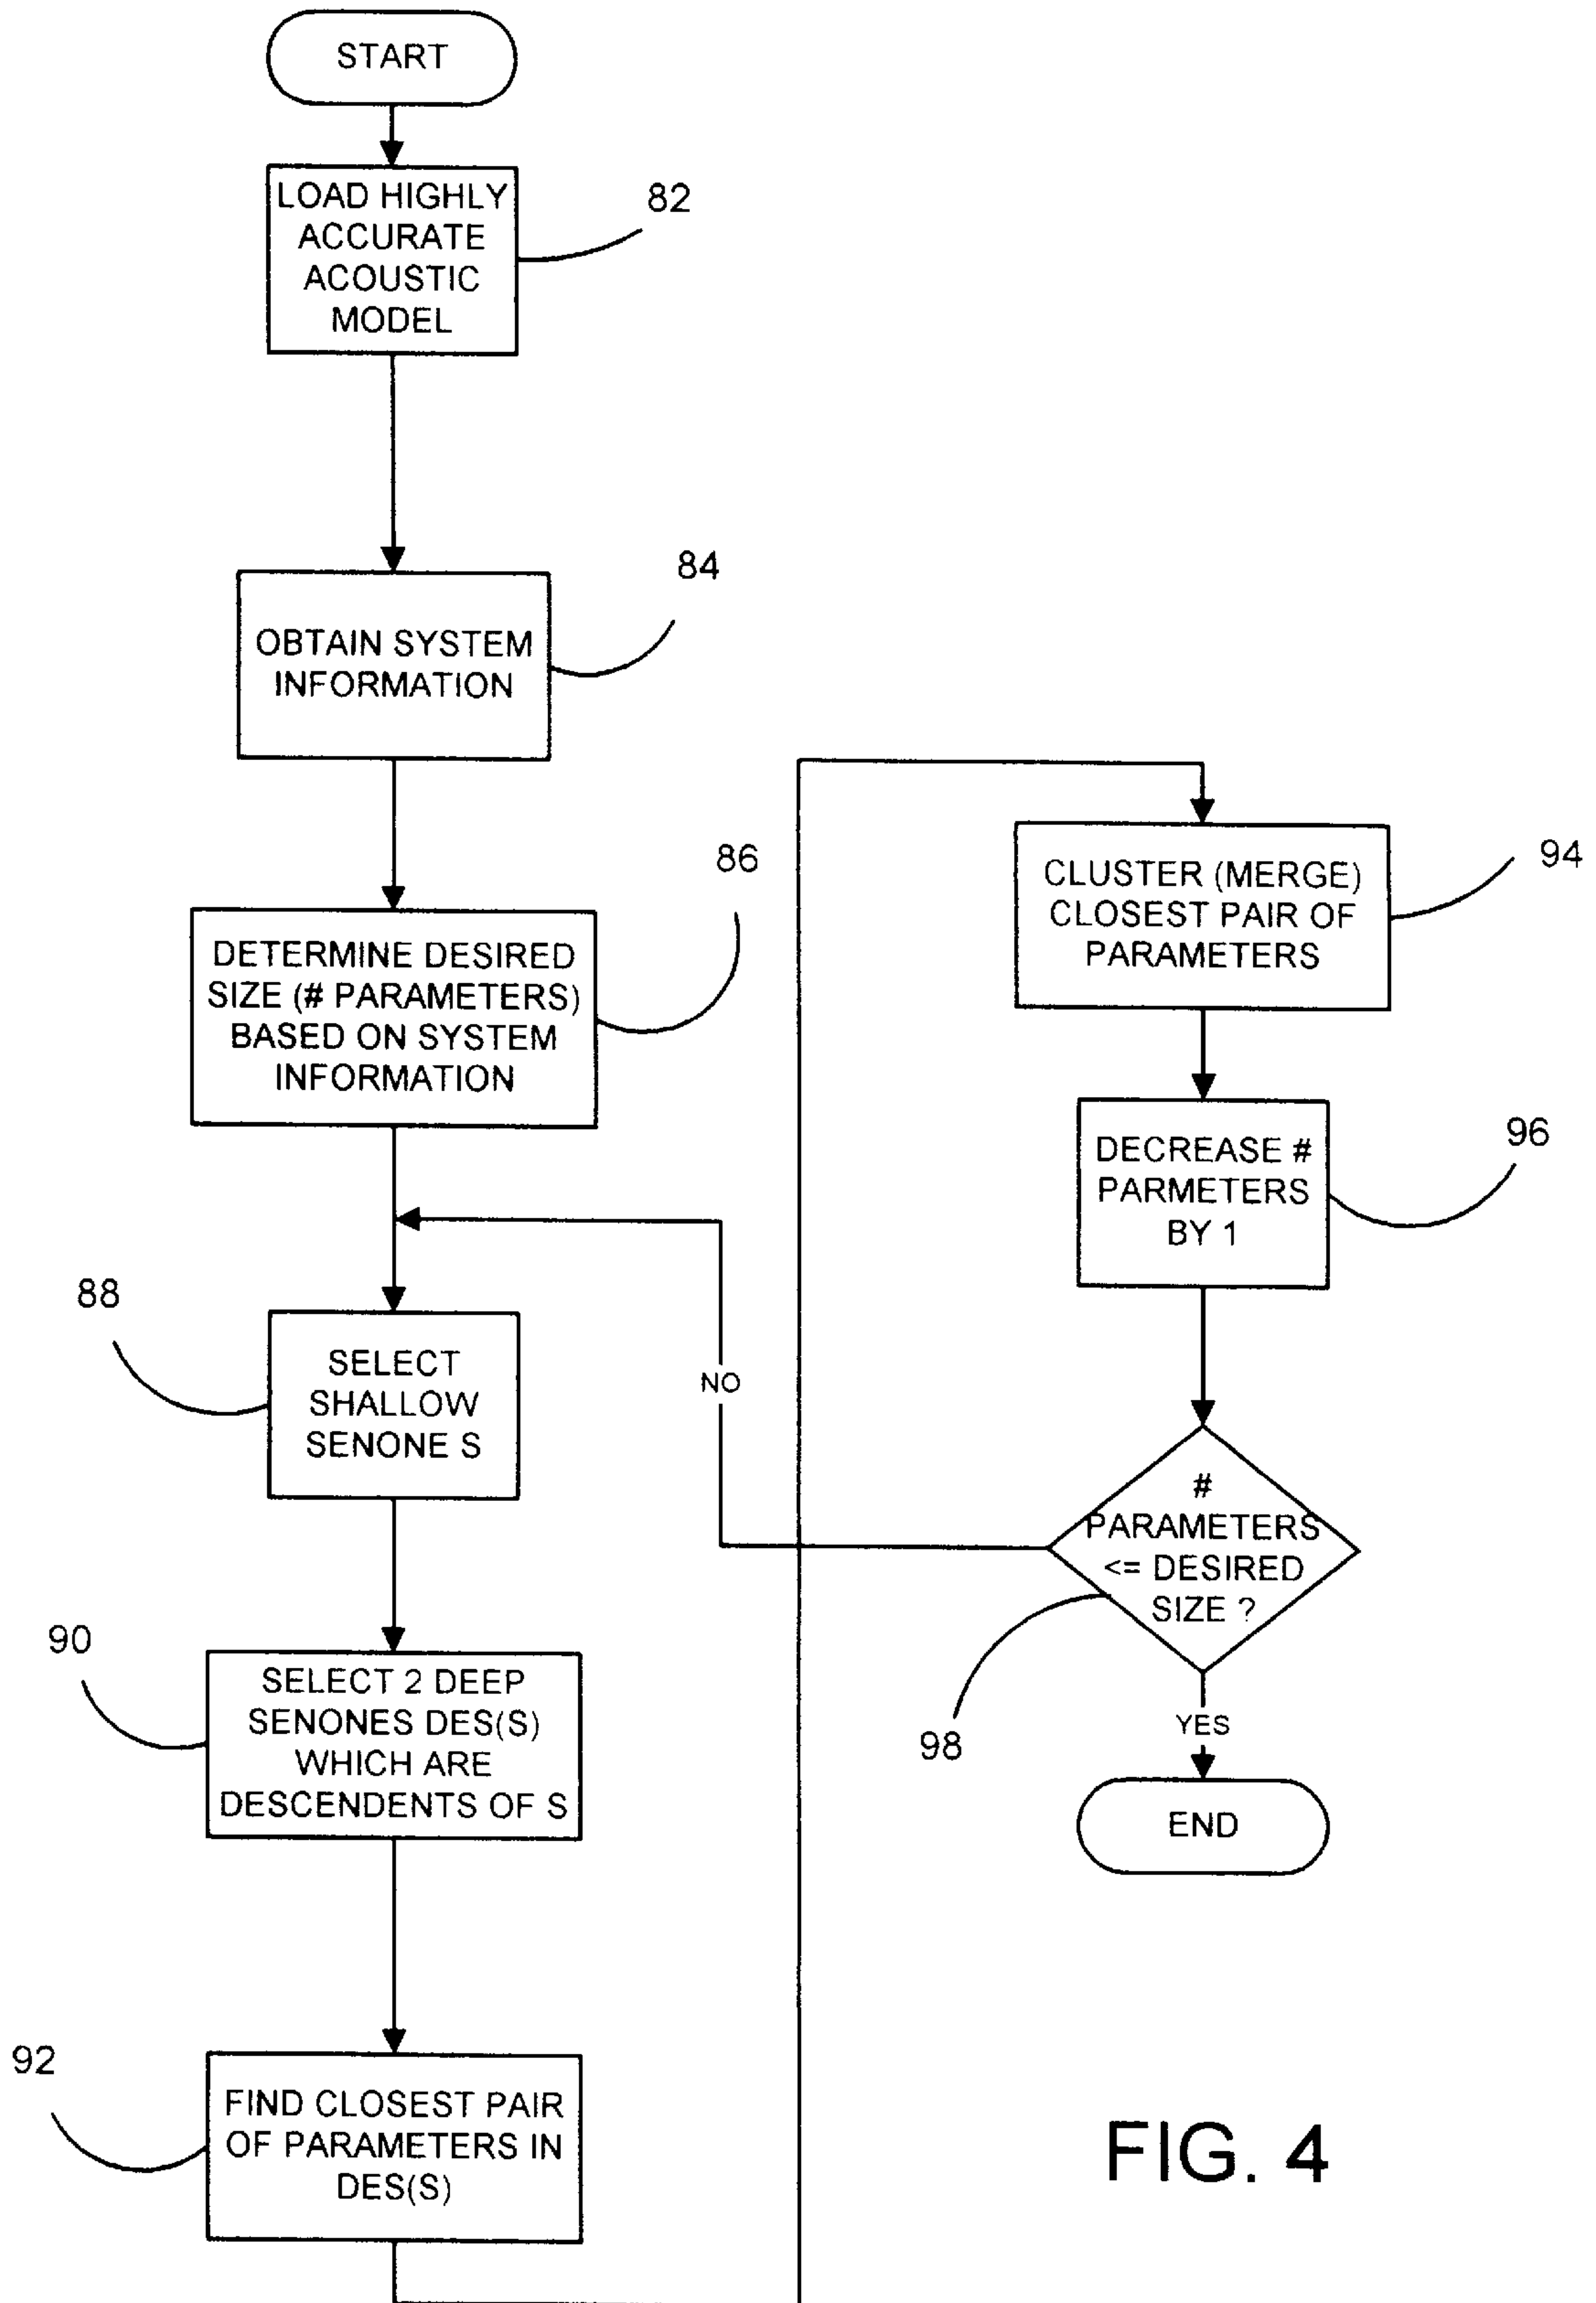 START
LOAD HIGHLY
ACCURATE
ACOUSTIC
MODEL
82
OBTAIN SYSTEM
INFORMATION
84
DETERMINE DESIRED
SIZE (# PARAMETERS)
BASED ON SYSTEM
INFORMATION
86
SELECT
SHALLOW
SENONE S
88
SELECT 2 DEEP
SENONES DES(S)
WHICH ARE
DESCENDENTS OF S
90
FIND CLOSEST PAIR
OF PARAMETERS IN
DES(S)
92
CLUSTER (MERGE)
CLOSEST PAIR OF
PARAMETERS
94
DECREASE #
PARMETERS
BY 1
96
#
PARAMETERS
<= DESIRED
SIZE ?
98
NO
YES
END
FIG. 4